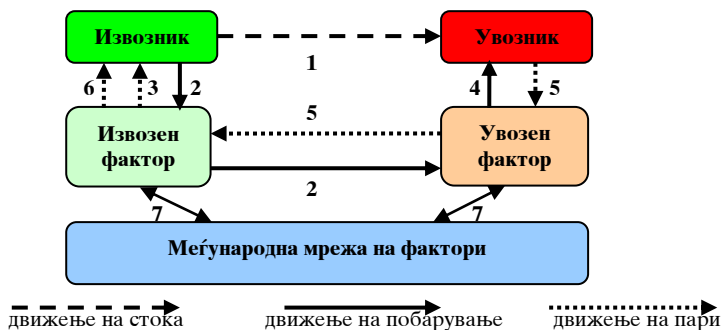 Извозник
Увозник
1
6
3
2
4
5
Извозен
фактор
5
Увозен
фактор
2
7
7
Меѓународна мрежа на фактори
движење на стока
движење на побарување
движење на пари